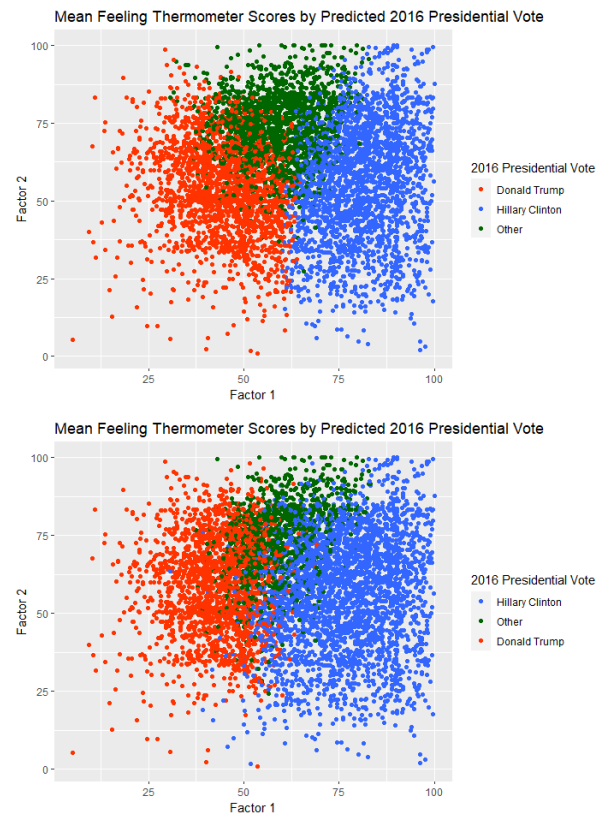 Mean Feeling Thermometer Scores by Predicted 2016 Presidential Vote
100
75
50
25
0
Factor 2
25
50
75
100
Factor 1
2016 Presidential Vote
Donald Trump
Hillary Clinton
Other
Mean Feeling Thermometer Scores by Predicted 2016 Presidential Vote
100
75
50
25
0
Factor 2
25
50
75
100
Factor 1
2016 Presidential Vote
Hillary Clinton
Other
Donald Trump